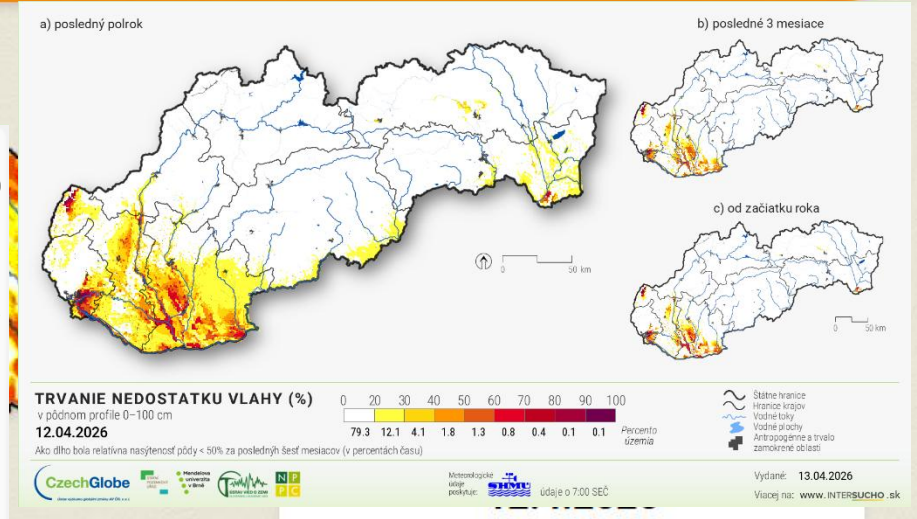 a) posledný polrok
b) posledné 3 mesiace
c) od začiatku roka
0 50 km
0 50 km
TRVANIE NEDOSTATKU VLAHY (%)
v pôdnom profile 0–100 cm
12.04.2026
0 20 30 40 50 60 70 80 90 100
79.3 12.1 4.1 1.8 1.3 0.8 0.4 0.1 0.1 Percento územia
Ako dlho bola relatívna nasýtenosť pôdy < 50% za posledných šesť mesiacov (v percentách času)
Štátne hranice
Hranice krajov
Vodné toky
Vodné plochy
Antropogénne a trvalo
zamokrené oblasti
CzechGlobe
Mendelova
univerzita
v Brně
NPPC
Meteorologické
údaje
poskytuje:
SHMÚ
údaje o 7:00 SEČ
Vydané: 13.04.2026
Viacej na: www.INTERSUCHO.sk